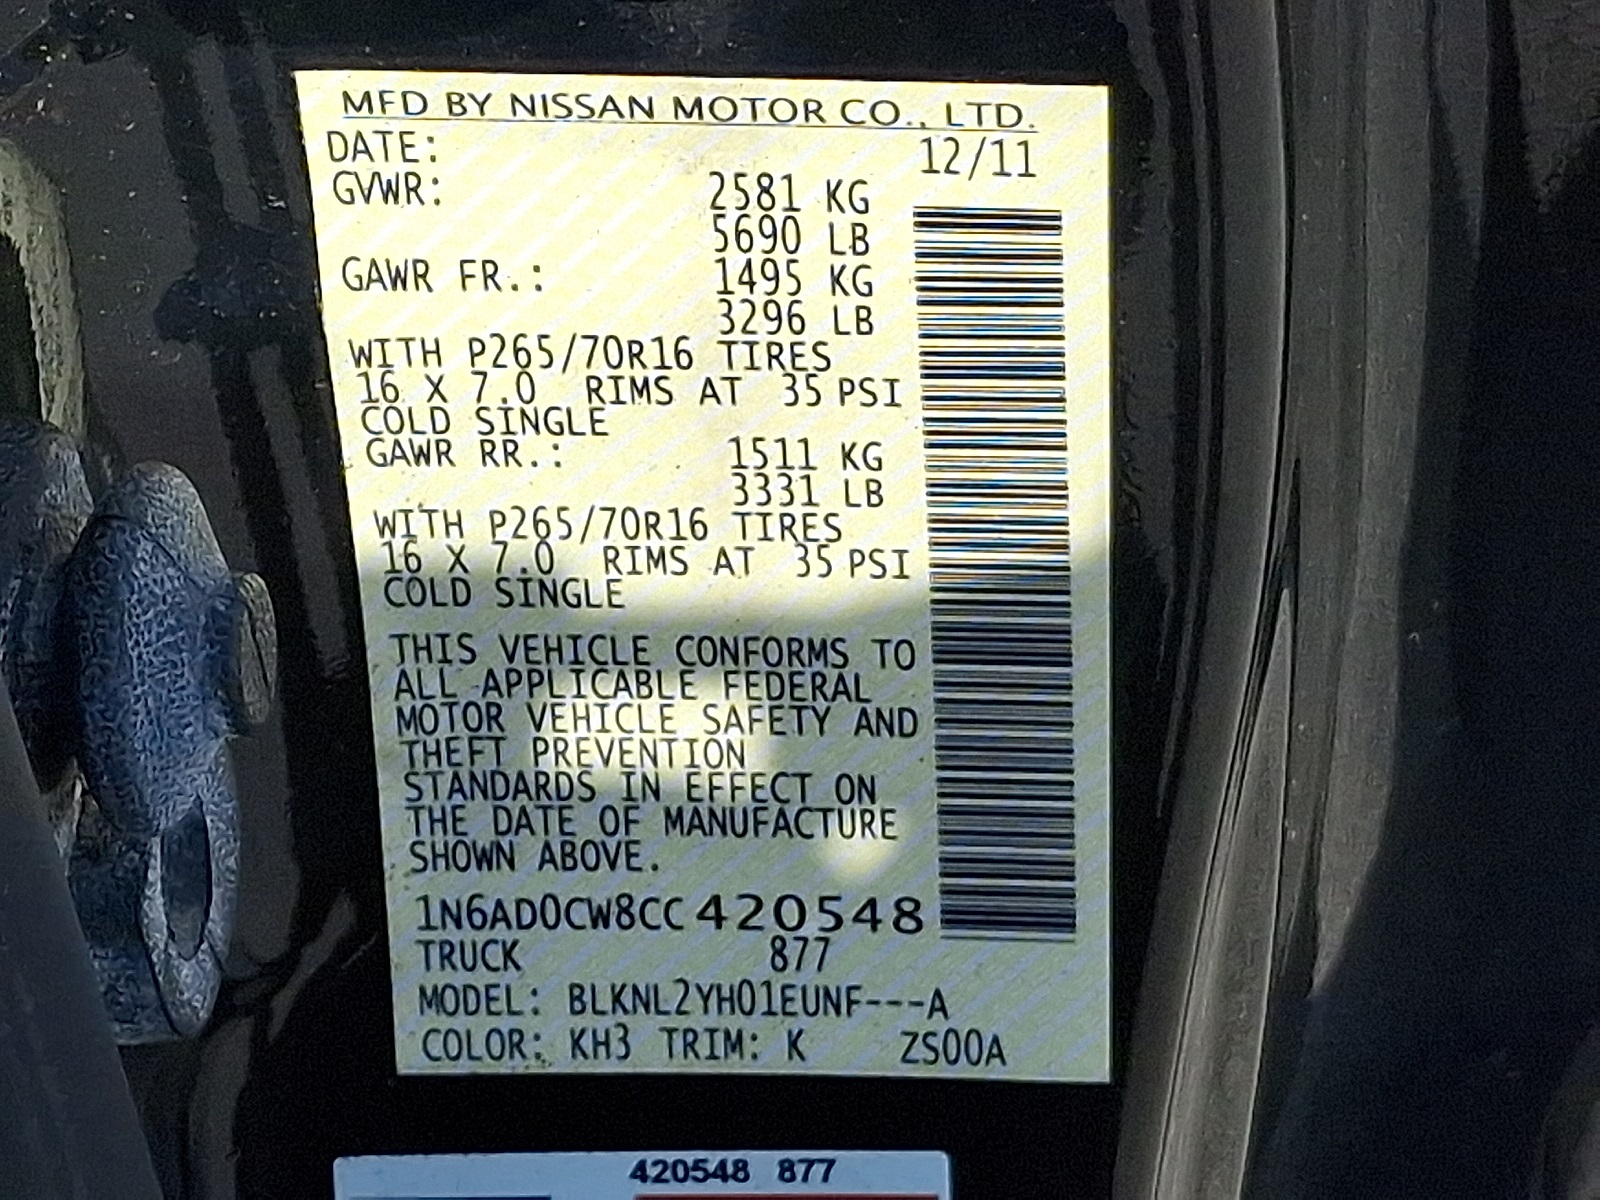 MFD BY NISSAN MOTOR CO., LTD.
DATE: 12/11
GVWR: 2581 KG
5690 LB
GAWR FR.: 1495 KG
3296 LB
WITH P265/70R16 TIRES
16 X 7.0 RIMS AT 35 PSI
COLD SINGLE
GAWR RR.: 1511 KG
3331 LB
WITH P265/70R16 TIRES
16 X 7.0 RIMS AT 35 PSI
COLD SINGLE
THIS VEHICLE CONFORMS TO
ALL APPLICABLE FEDERAL
MOTOR VEHICLE SAFETY AND
THEFT PREVENTION
STANDARDS IN EFFECT ON
THE DATE OF MANUFACTURE
SHOWN ABOVE.
1N6AD0CW8CC420548
TRUCK 877
MODEL: BLKNL2YH01EUNF---A
COLOR: KH3 TRIM: K ZS00A
420548 877